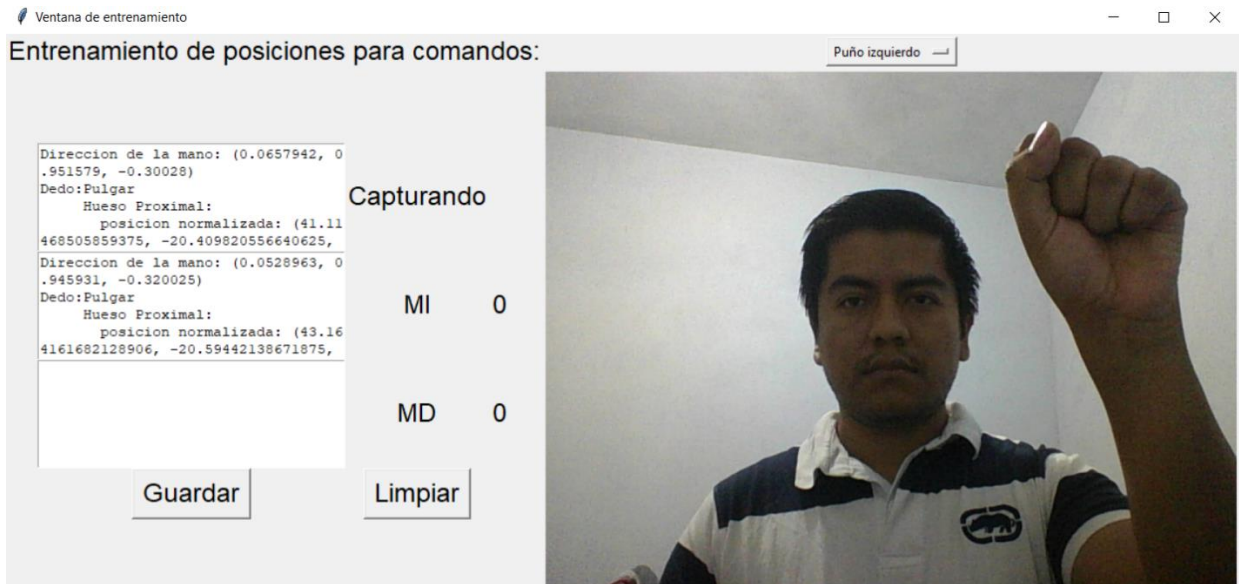 Ventana de entrenamiento
Entrenamiento de posiciones para comandos:
Puño izquierdo
Direccion de la mano: (0.0657942, 0
.951579, -0.30028)
Dedo:Pulgar
Hueso Proximal:
posicion normalizada: (41.11
468505859375, -20.409820556640625,
Capturando
Direccion de la mano: (0.0528963, 0
.945931, -0.320025)
Dedo:Pulgar
Hueso Proximal:
posicion normalizada: (43.16
4161682128906, -20.59442138671875,
MI 0
MD 0
Guardar
Limpiar